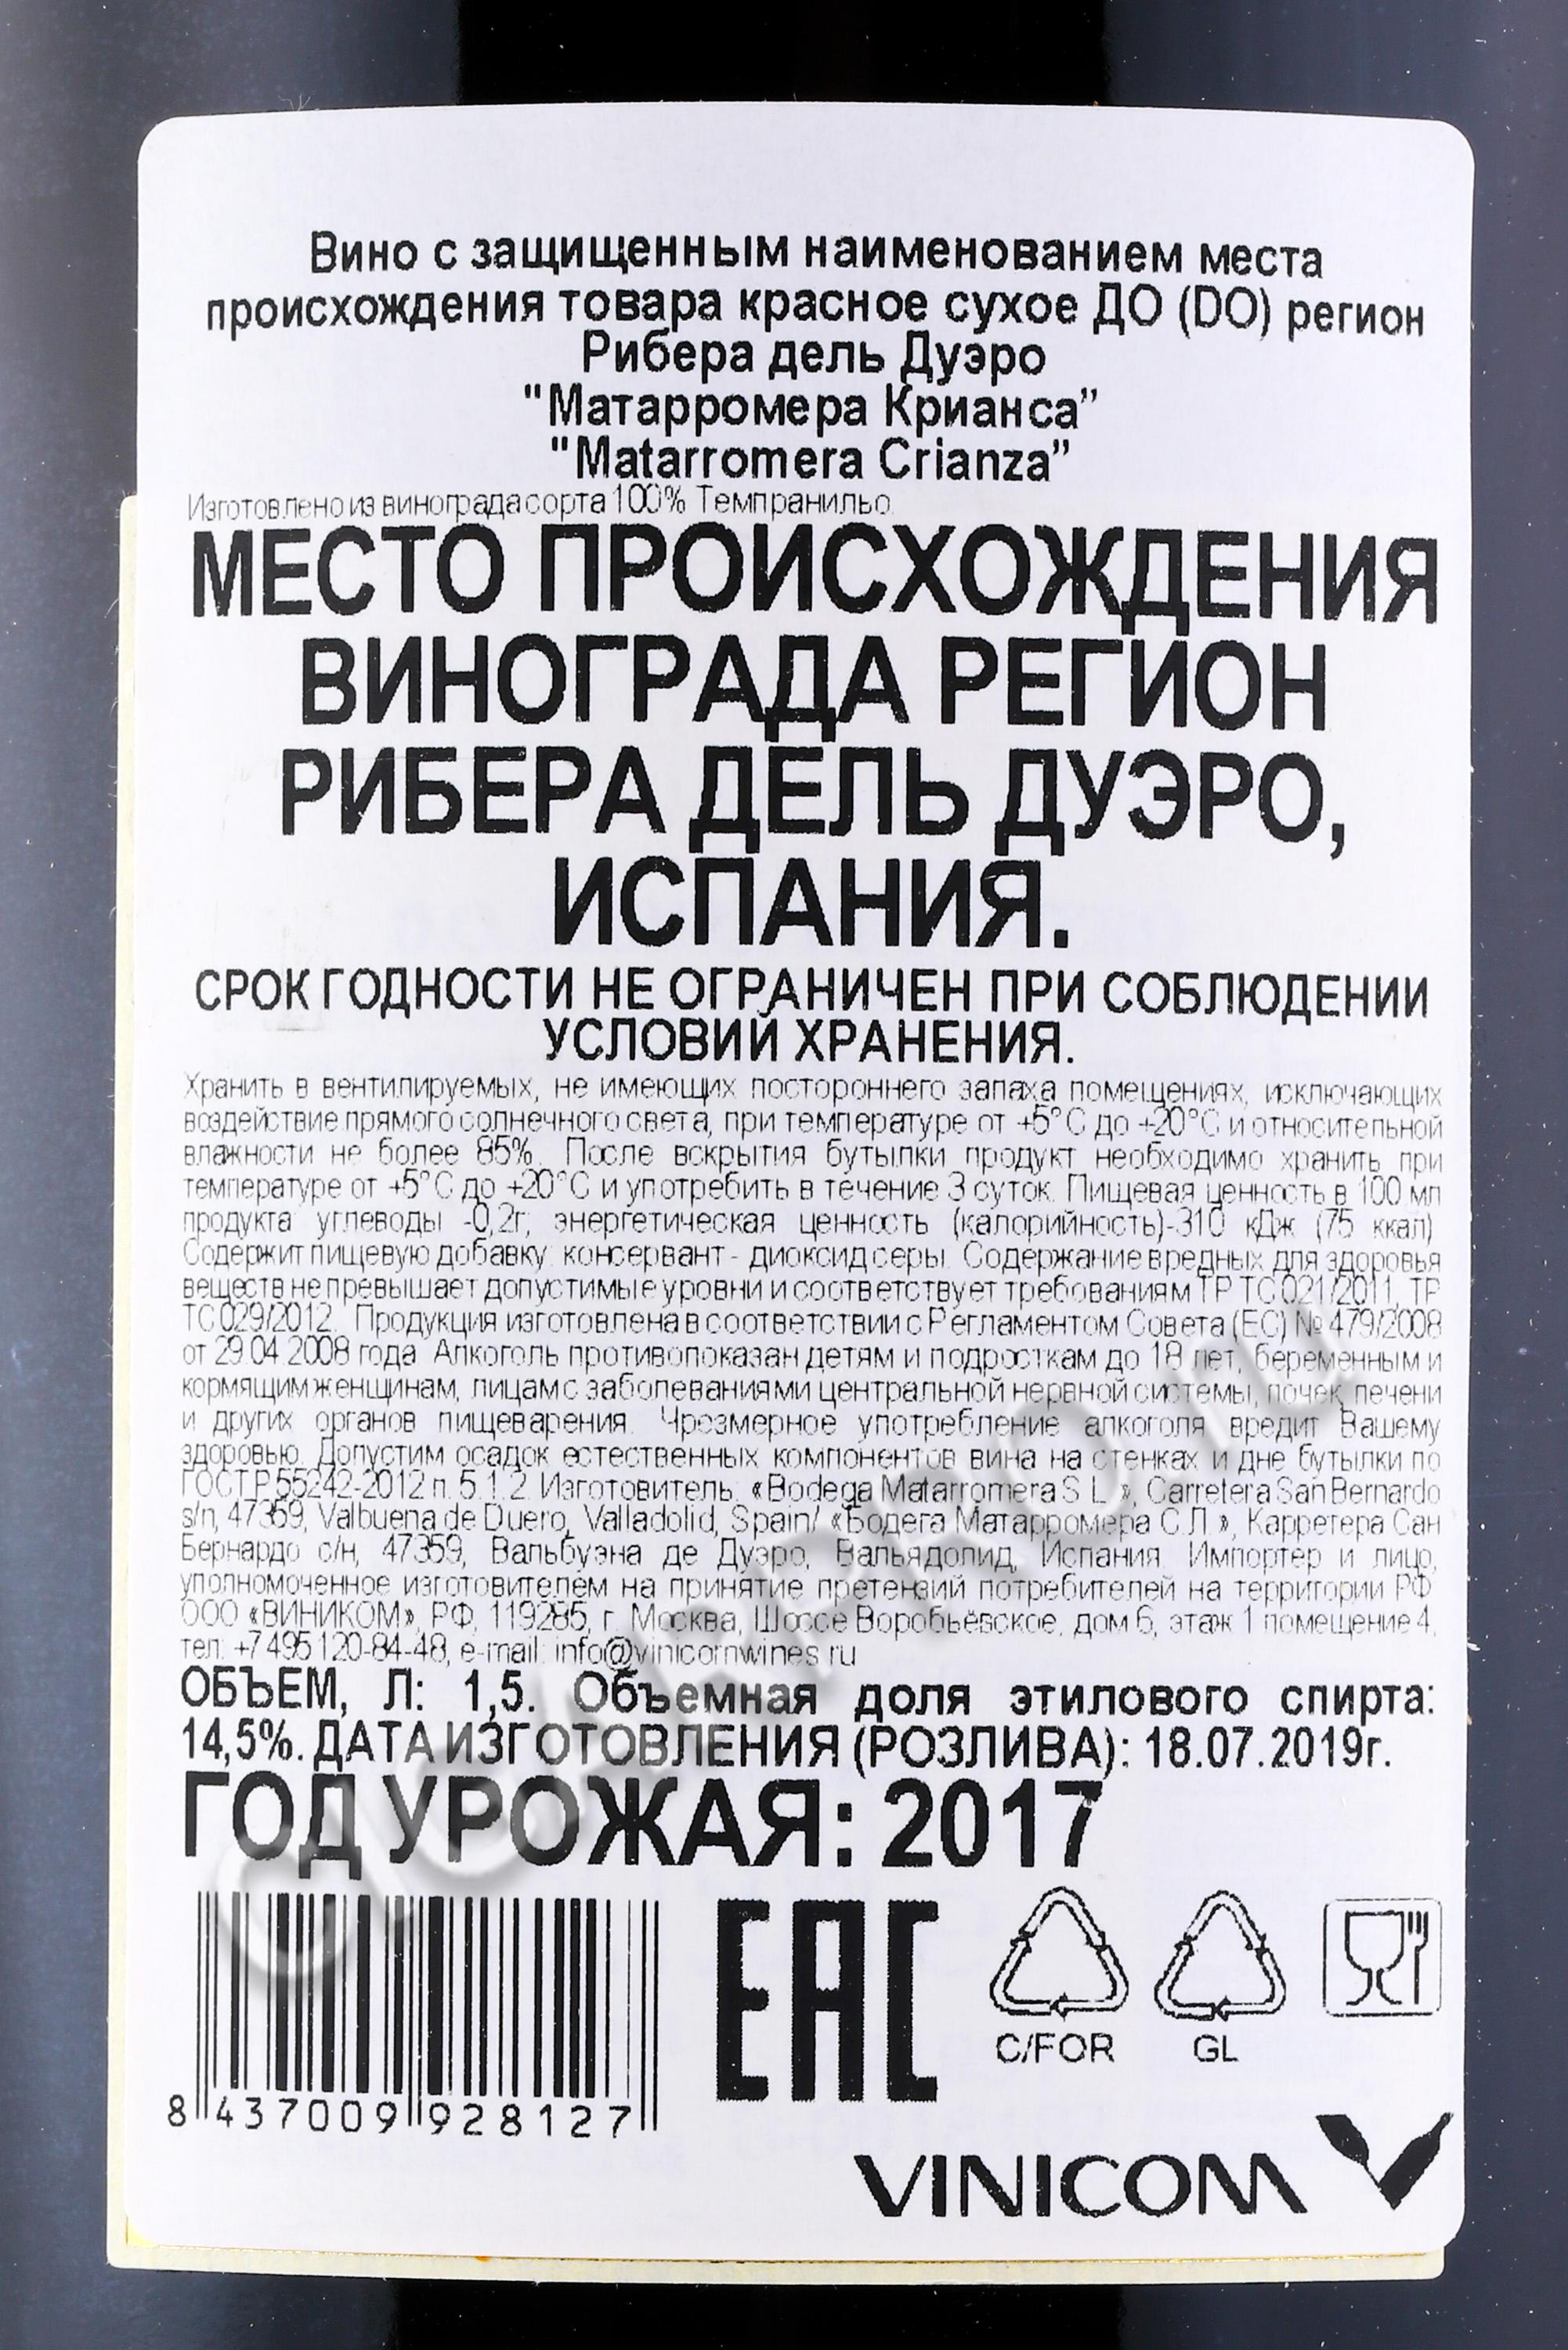 Вино с защищенным наименованием места
происхождения товара красное сухое ДО (DO) регион
Рибера дель Дуэро
"Матарромера Крианса”
"Matarromera Crianza”
Изготовлено из винограда сорта 100% Темпранильо.
МЕСТО ПРОИСХОЖДЕНИЯ
ВИНОГРАДА РЕГИОН
РИБЕРА ДЕЛЬ ДУЭРО,
ИСПАНИЯ.
СРОК ГОДНОСТИ НЕ ОГРАНИЧЕН ПРИ СОБЛЮДЕНИИ
УСЛОВИЙ ХРАНЕНИЯ.
Хранить в вентилируемых, не имеющих постороннего запаха помещениях, исключающих
воздействие прямого солнечного света, при температуре от +5°С до +20°С и относительной
влажности не более 85%. После вскрытия бутылки продукт необходимо хранить при
температуре от +5°С до +20°С и употребить в течение 3 суток. Пищевая ценность в 100 мл
продукта: углеводы -0,2г; энергетическая ценность (калорийность)-310 кДж (75 ккал).
Содержит пищевую добавку: консервант - диоксид серы. Содержание вредных для здоровья
веществ не превышает допустимые уровни и соответствует требованиям ТР ТС 021/2011, ТР
ТС 029/2012. Продукция изготовлена в соответствии с Регламентом Совета (ЕС) № 479/2008
от 29.04.2008 года. Алкоголь противопоказан детям и подросткам до 18 лет, беременным и
кормящим женщинам, лицам с заболеваниями центральной нервной системы, почек, печени
и других органов пищеварения. Чрезмерное употребление алкоголя вредит Вашему
здоровью. Допустим осадок естественных компонентов вина на стенках и дне бутылки по
ГОСТ Р 55242-2012 п. 5.1.2. Изготовитель: «Bodega Matarromera S.L.», Carretera San Bernardo
s/n, 47359, Valbuena de Duero, Valladolid, Spain/ «Бодега Матарромера С.Л.», Карретера Сан
Бернардо с/н, 47359, Вальбуэна де Дуэро, Вальядолид, Испания. Импортер и лицо,
уполномоченное изготовителем на принятие претензий потребителей на территории РФ:
ООО «ВИНИКОМ», РФ, 119285, г. Москва, Шоссе Воробьёвское, дом 6, этаж 1 помещение 4,
тел: +7 495 120-84-48, e-mail: info@vinicomwines.ru
ОБЪЕМ, Л: 1,5. Объемная доля этилового спирта:
14,5%. ДАТА ИЗГОТОВЛЕНИЯ (РОЗЛИВА): 18.07.2019г.
ГОД УРОЖАЯ: 2017
EAC
C/FOR GL
8 437009 928127
VINICOM